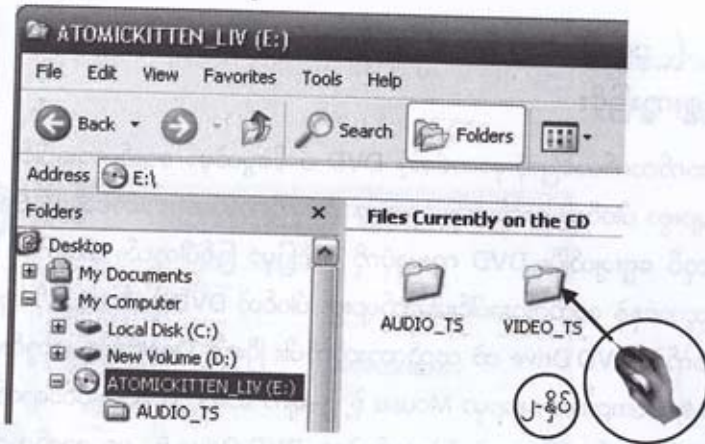 ATOMICKITTEN_LIV (E:)
File Edit View Favorites Tools Help
Back Search Folders
Address E:\
Folders × Files Currently on the CD
Desktop
My Documents
My Computer
Local Disk (C:)
New Volume (D:)
ATOMICKITTEN_LIV (E:)
AUDIO_TS
AUDIO_TS VIDEO_TS